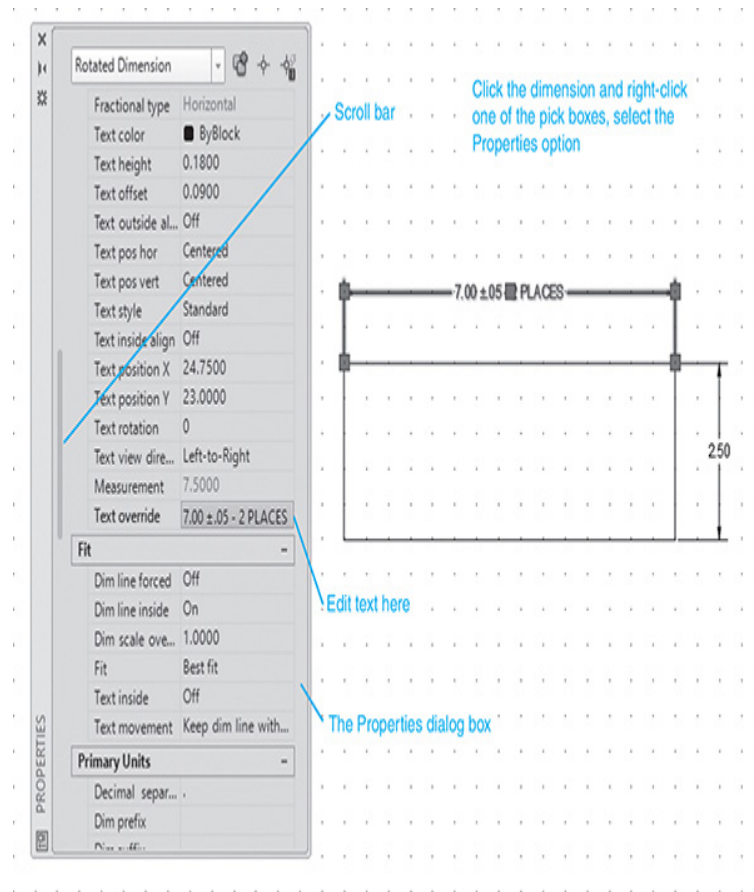 Rotated Dimension
Fractional type Horizontal
Text color ByBlock
Text height 0.1800
Text offset 0.0900
Text outside al... Off
Text pos hor Centered
Text pos vert Centered
Text style Standard
Text inside align Off
Text position X 24.7500
Text position Y 23.0000
Text rotation 0
Text view dire... Left-to-Right
Measurement 7.5000
Text override 7.00 ±.05 - 2 PLACES
Fit
Dim line forced Off
Dim line inside On
Dim scale ove... 1.0000
Fit Best fit
Text inside Off
Text movement Keep dim line with...
Primary Units
Decimal separ... .
Dim prefix
PROPERTIES
Scroll bar
Click the dimension and right-click
one of the pick boxes, select the
Properties option
7.00 ±.05 PLACES
2.50
Edit text here
The Properties dialog box